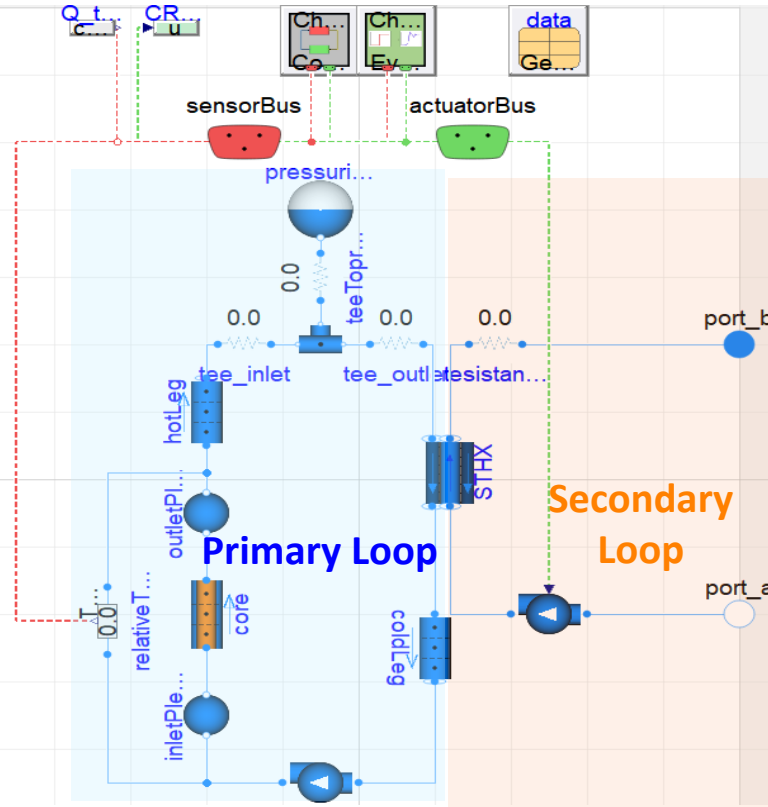 Q_t...
CR...
c...
u
Ch...
Co...
Ch...
Ev...
data
Ge...
sensorBus
actuatorBus
pressuri...
0.0
teeTopr...
0.0
0.0
0.0
port_b
tee_inlet
tee_outlet
resistan...
hotLeg
STHX
outletPl...
Secondary
Loop
Primary Loop
port_a
T...
0.0
relativeT...
core
coldLeg
inletPle...